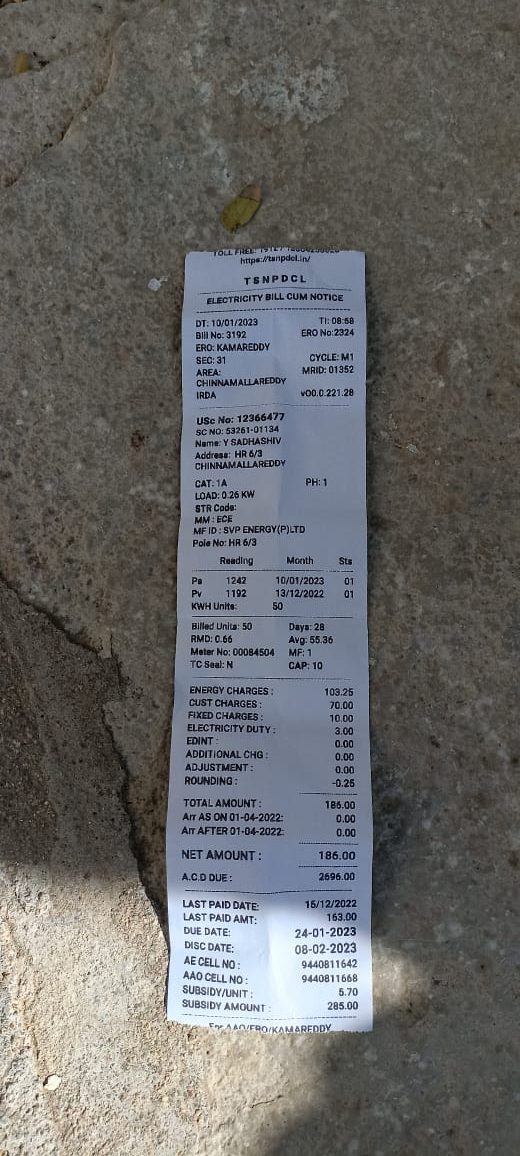 TOLL FREE: 1912 /
https://tsnpdcl.in/
TSNPDCL
ELECTRICITY BILL CUM NOTICE
DT: 10/01/2023 TI: 08:58
Bill No: 3192 ERO No:2324
ERO: KAMAREDDY
SEC: 31 CYCLE: M1
AREA: MRID: 01352
CHINNAMALLAREDDY
IRDA v00.0.221.28
USc No: 12366477
SC NO: 53261-01134
Name: Y SADHASHIV
Address: HR 6/3
CHINNAMALLAREDDY
CAT: 1A PH: 1
LOAD: 0.26 KW
STR Code:
MM : ECE
MF ID : SVP ENERGY(P)LTD
Pole No: HR 6/3
Reading Month Sts
Ps 1242 10/01/2023 01
Pv 1192 13/12/2022 01
KWH Units: 50
Billed Units: 50 Days: 28
RMD: 0.66 Avg: 55.36
Meter No: 00084504 MF: 1
TC Seal: N CAP: 10
ENERGY CHARGES : 103.25
CUST CHARGES : 70.00
FIXED CHARGES : 10.00
ELECTRICITY DUTY : 3.00
EDINT : 0.00
ADDITIONAL CHG : 0.00
ADJUSTMENT : 0.00
ROUNDING : -0.25
TOTAL AMOUNT : 186.00
Arr AS ON 01-04-2022: 0.00
Arr AFTER 01-04-2022: 0.00
NET AMOUNT : 186.00
A.C.D DUE : 2696.00
LAST PAID DATE: 15/12/2022
LAST PAID AMT: 163.00
DUE DATE: 24-01-2023
DISC DATE: 08-02-2023
AE CELL NO : 9440811642
AAO CELL NO : 9440811668
SUBSIDY/UNIT : 5.70
SUBSIDY AMOUNT : 285.00
For AAO/ERO/KAMAREDDY